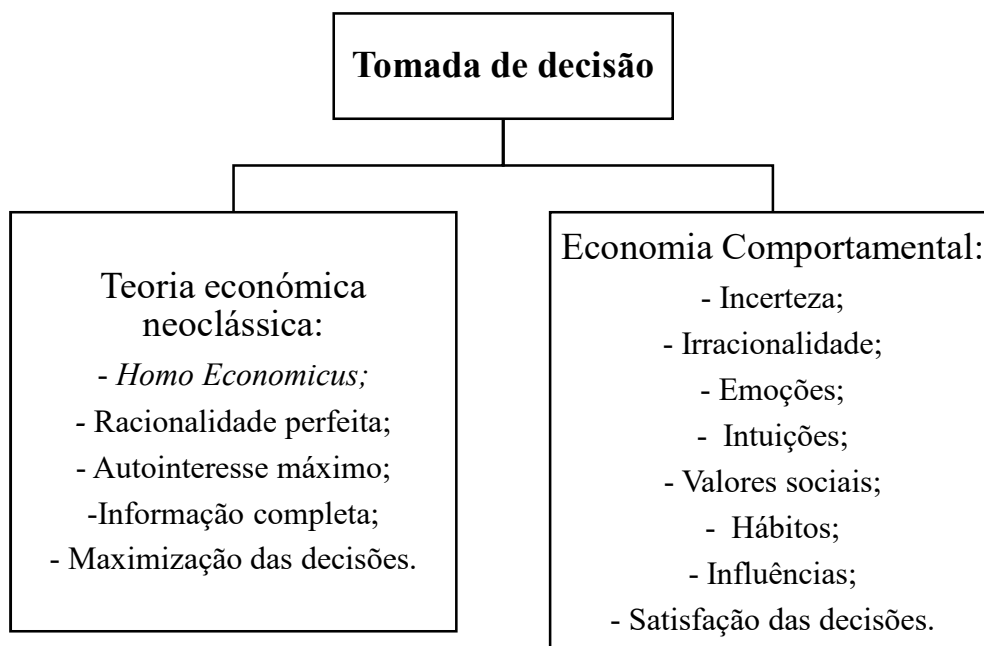 Tomada de decisão
Teoria económica
neoclássica:
- Homo Economicus;
- Racionalidade perfeita;
- Autointeresse máximo;
-Informação completa;
- Maximização das decisões.
Economia Comportamental:
- Incerteza;
- Irracionalidade;
- Emoções;
- Intuições;
- Valores sociais;
- Hábitos;
- Influências;
- Satisfação das decisões.